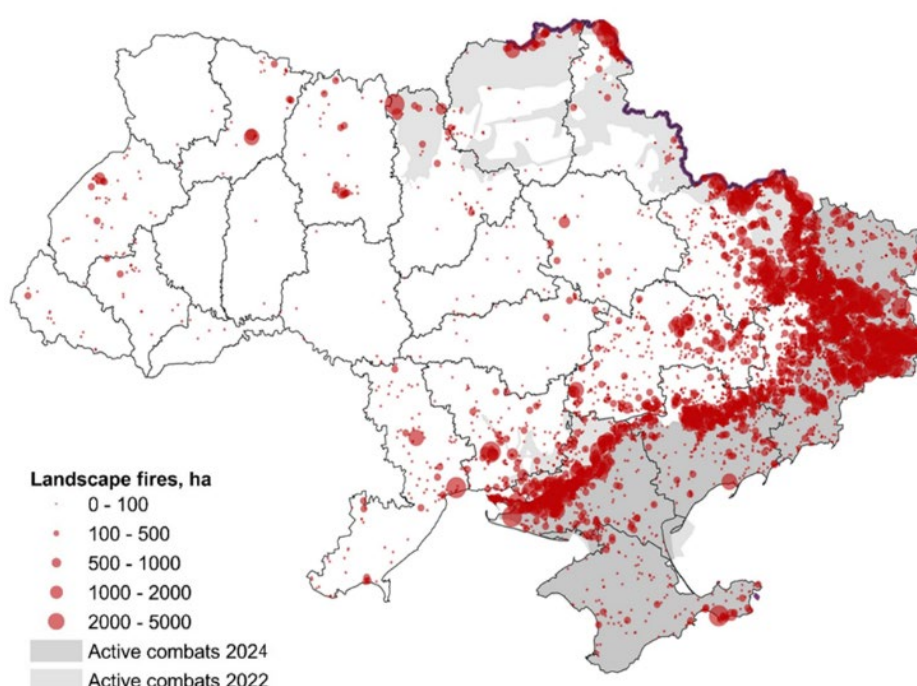 Landscape fires, ha
0 - 100
100 - 500
500 - 1000
1000 - 2000
2000 - 5000
Active combats 2024
Active combats 2022